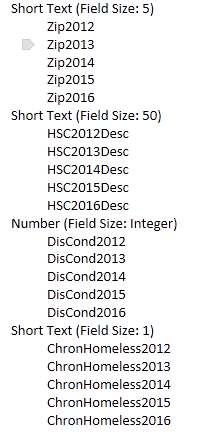 Short Text (Field Size: 5)
Zip2012
Zip2013
Zip2014
Zip2015
Zip2016
Short Text (Field Size: 50)
HSC2012Desc
HSC2013Desc
HSC2014Desc
HSC2015Desc
HSC2016Desc
Number (Field Size: Integer)
DisCond2012
DisCond2013
DisCond2014
DisCond2015
DisCond2016
Short Text (Field Size: 1)
ChronHomeless2012
ChronHomeless2013
ChronHomeless2014
ChronHomeless2015
ChronHomeless2016